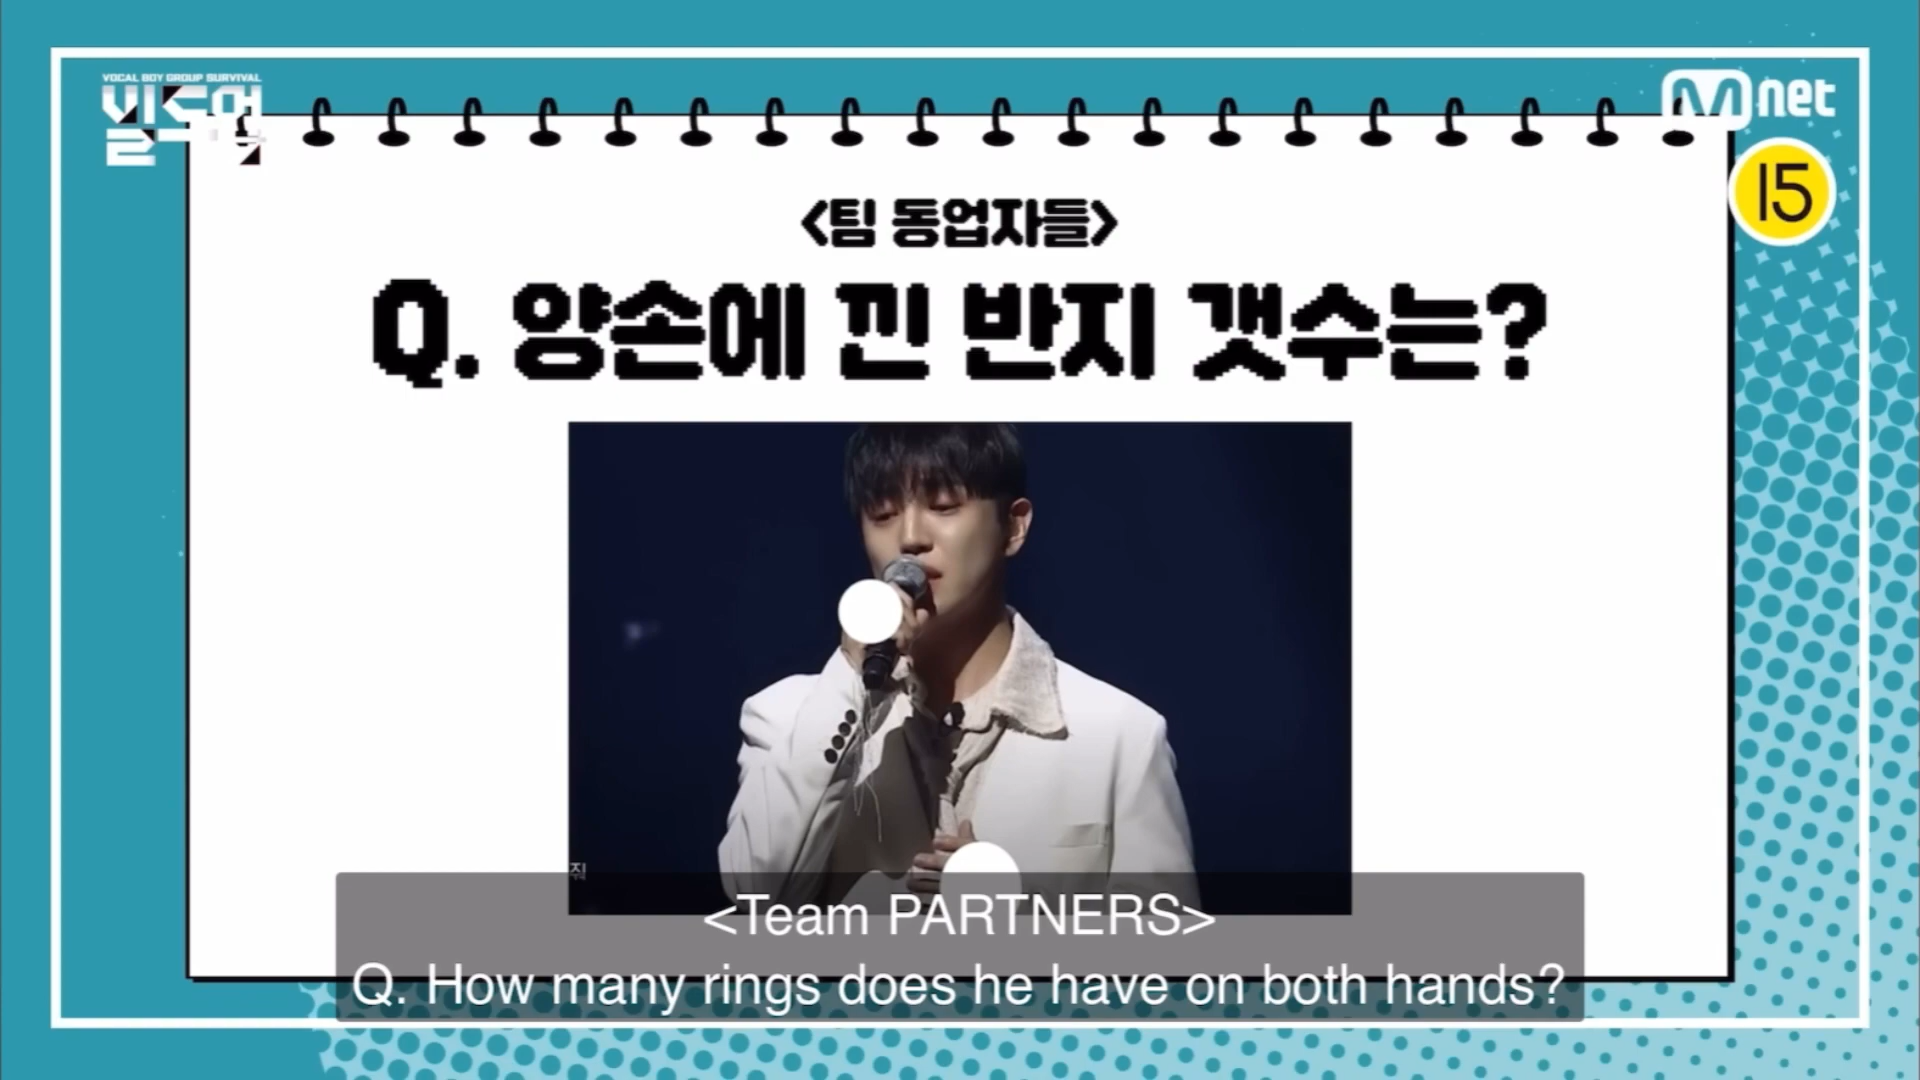 VOCAL BOY GROUP SURVIVAL
빌드업
Mnet
15
<팀 동업자들>
Q. 양손에 낀 반지 갯수는?
줘
<Team PARTNERS>
Q. How many rings does he have on both hands?